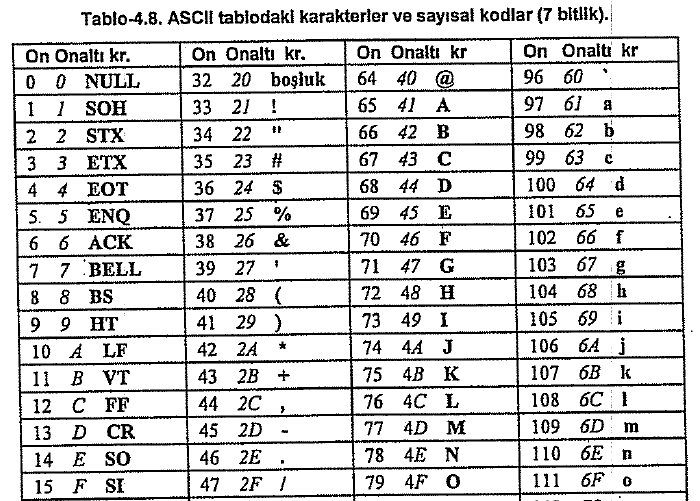 Tablo-4.8. ASCII tablodaki karakterler ve sayısal kodlar (7 bitlik).
On Onaltı kr. On Onaltı kr. On Onaltı kr On Onaltı kr
0 0 NULL 32 20 boşluk 64 40 @ 96 60 `
1 1 SOH 33 21 ! 65 41 A 97 61 a
2 2 STX 34 22 " 66 42 B 98 62 b
3 3 ETX 35 23 # 67 43 C 99 63 c
4 4 EOT 36 24 $ 68 44 D 100 64 d
5 5 ENQ 37 25 % 69 45 E 101 65 e
6 6 ACK 38 26 & 70 46 F 102 66 f
7 7 BELL 39 27 ' 71 47 G 103 67 g
8 8 BS 40 28 ( 72 48 H 104 68 h
9 9 HT 41 29 ) 73 49 I 105 69 i
10 A LF 42 2A * 74 4A J 106 6A j
11 B VT 43 2B + 75 4B K 107 6B k
12 C FF 44 2C , 76 4C L 108 6C l
13 D CR 45 2D - 77 4D M 109 6D m
14 E SO 46 2E . 78 4E N 110 6E n
15 F SI 47 2F / 79 4F O 111 6F o